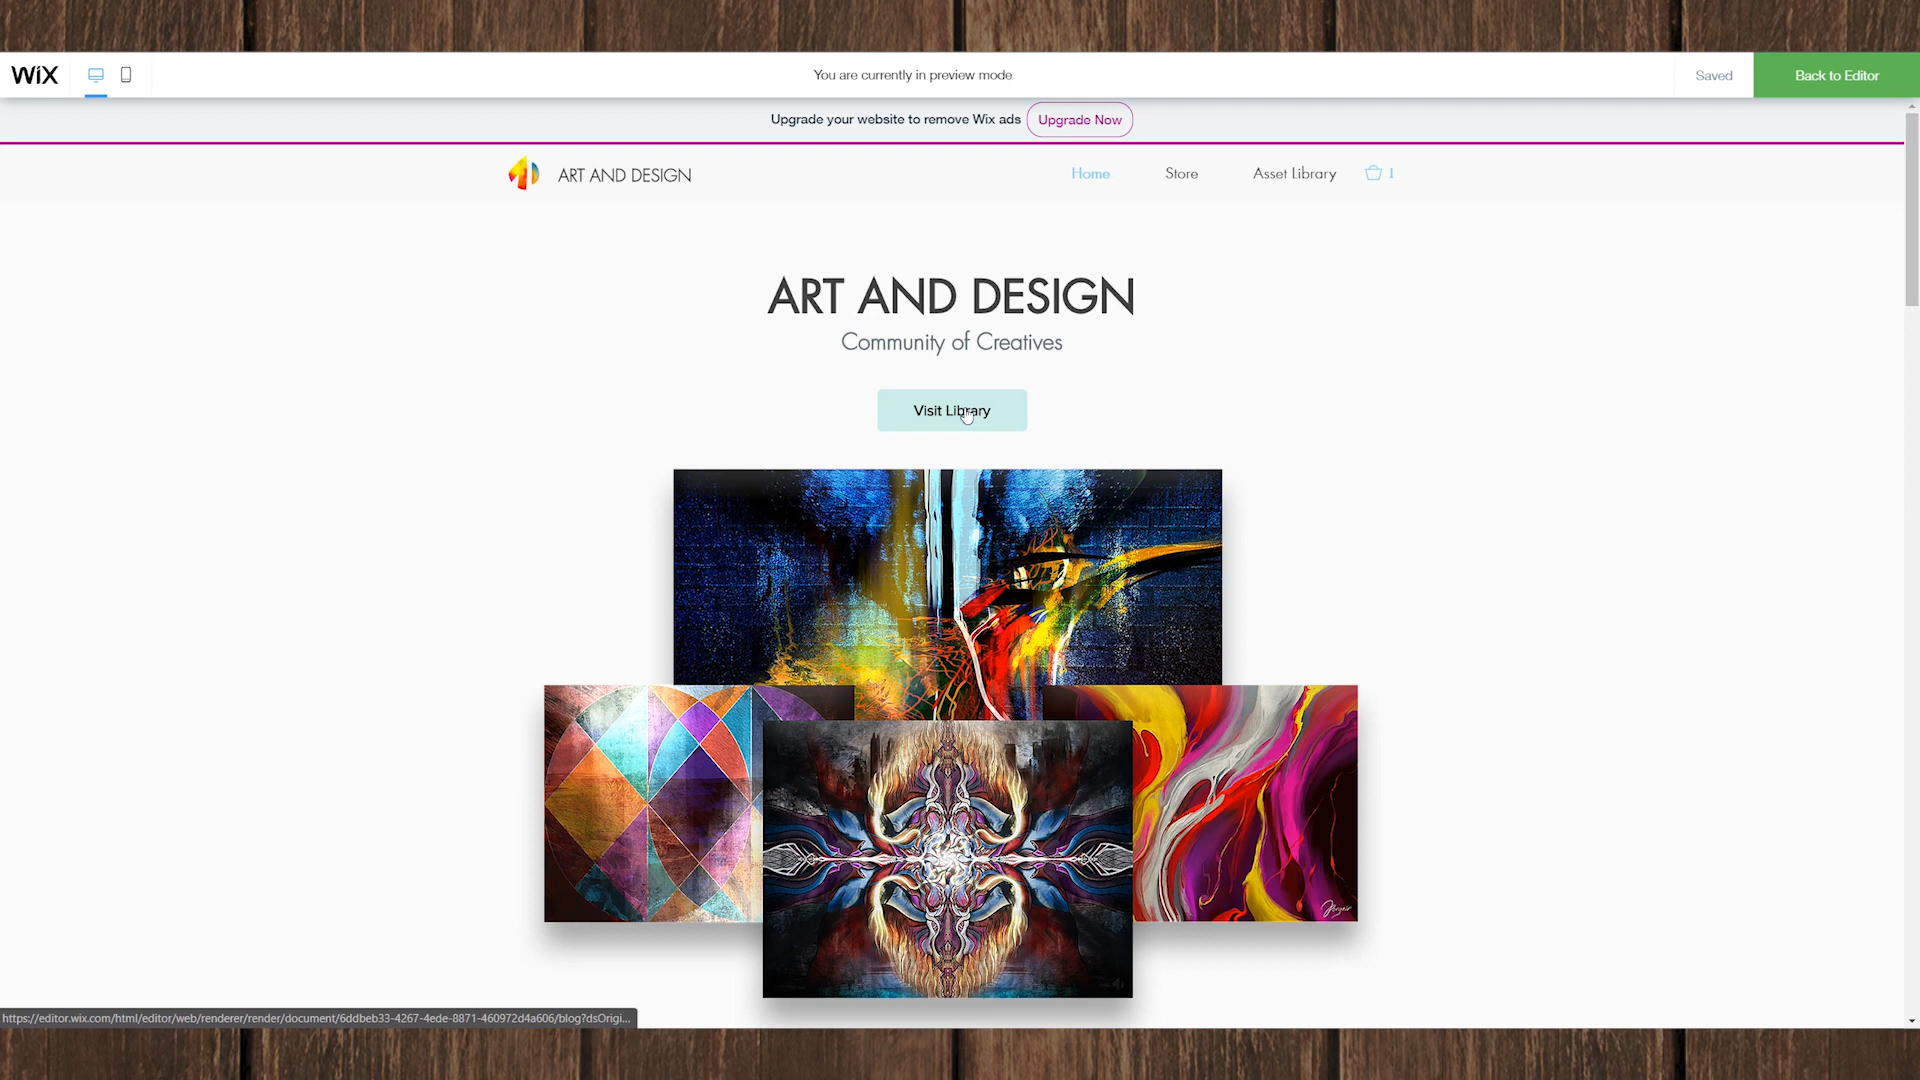 WiX
You are currently in preview mode
Saved
Back to Editor
Upgrade your website to remove Wix ads
Upgrade Now
ART AND DESIGN
Home
Store
Asset Library
1
ART AND DESIGN
Community of Creatives
Visit Library
https://editor.wix.com/html/editor/web/renderer/render/document/6ddbeb33-4267-4ede-8871-460972d4a606/blog?dsOrigi...